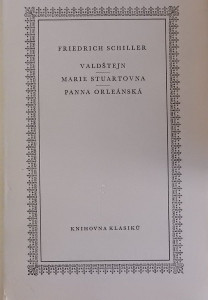 FRIEDRICH SCHILLER
VALDŠTEJN
MARIE STUARTOVNA
PANNA ORLEÁNSKÁ
KNIHOVNA KLASIKŮ